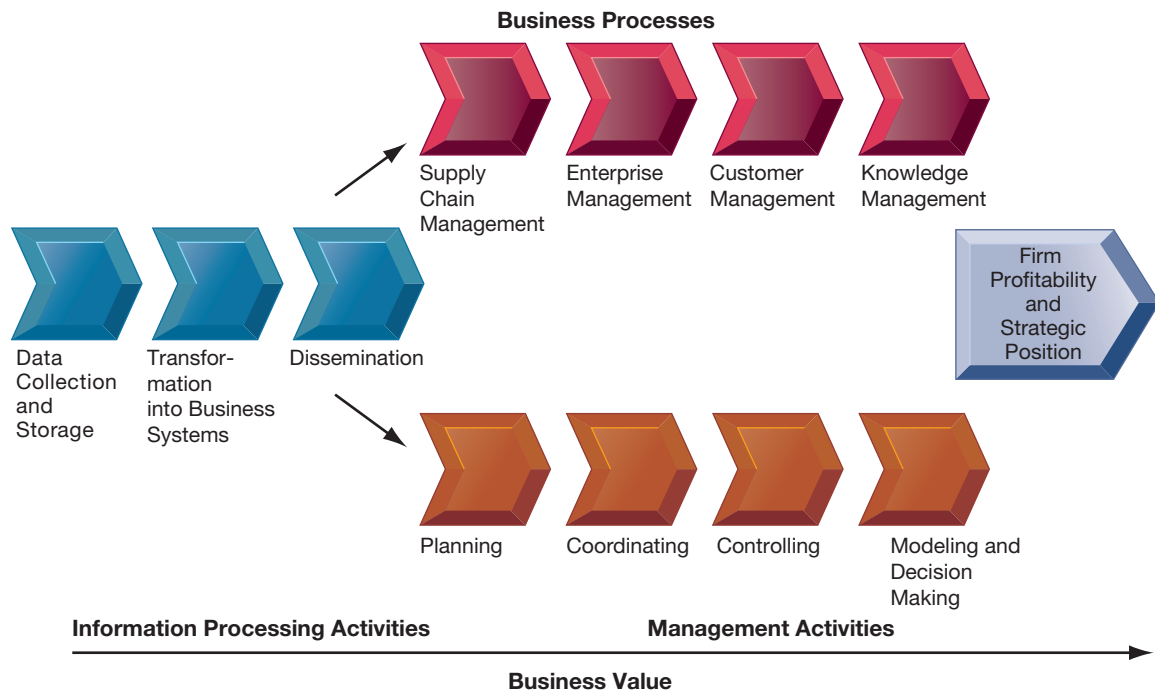 Business Processes
Supply
Chain
Management
Enterprise
Management
Customer
Management
Knowledge
Management
Data
Collection
and
Storage
Transfor-
mation
into Business
Systems
Dissemination
Firm
Profitability
and
Strategic
Position
Planning
Coordinating
Controlling
Modeling and
Decision
Making
Information Processing Activities
Management Activities
Business Value